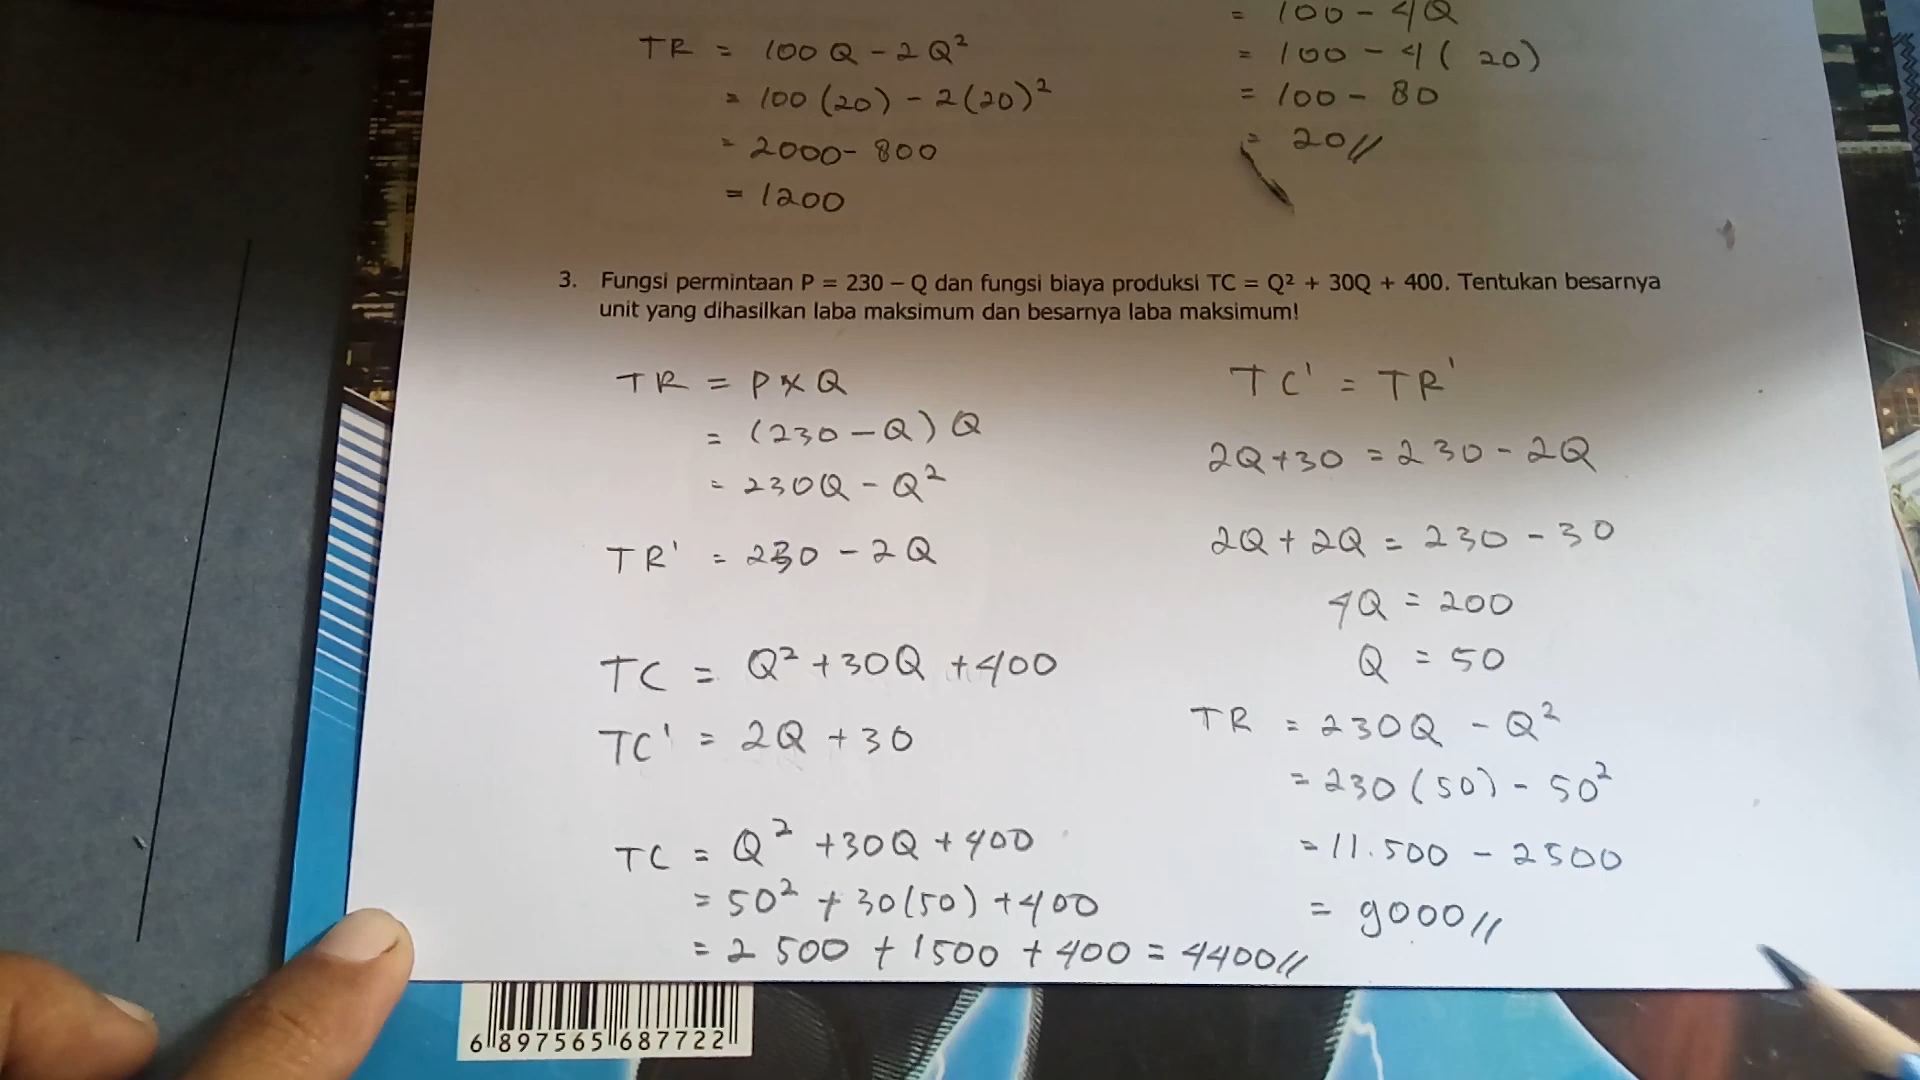 TR = 100Q - 2Q²
= 100(20) - 2(20)²
= 2000 - 800
= 1200
= 100 - 4Q
= 100 - 4(20)
= 100 - 80
= 20//
3. Fungsi permintaan P = 230 – Q dan fungsi biaya produksi TC = Q² + 30Q + 400. Tentukan besarnya
unit yang dihasilkan laba maksimum dan besarnya laba maksimum!
TR = P x Q
= (230 - Q) Q
= 230Q - Q²
TR' = 230 - 2Q
TC = Q² + 30Q + 400
TC' = 2Q + 30
TC = Q² + 30Q + 400
= 50² + 30(50) + 400
= 2500 + 1500 + 400 = 4400//
TC' = TR'
2Q + 30 = 230 - 2Q
2Q + 2Q = 230 - 30
4Q = 200
Q = 50
TR = 230Q - Q²
= 230(50) - 50²
= 11.500 - 2500
= 9000//
6 897565 687722